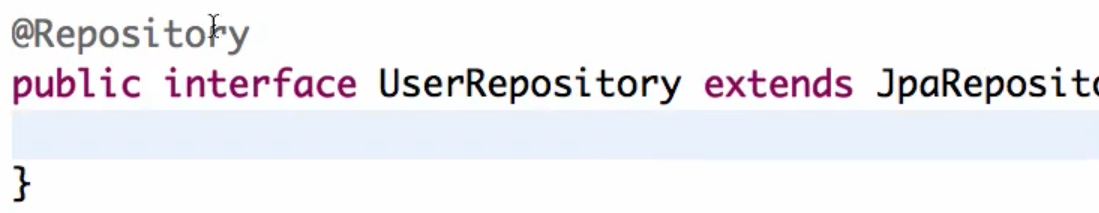 @Repository
public interface UserRepository extends JpaReposito
}